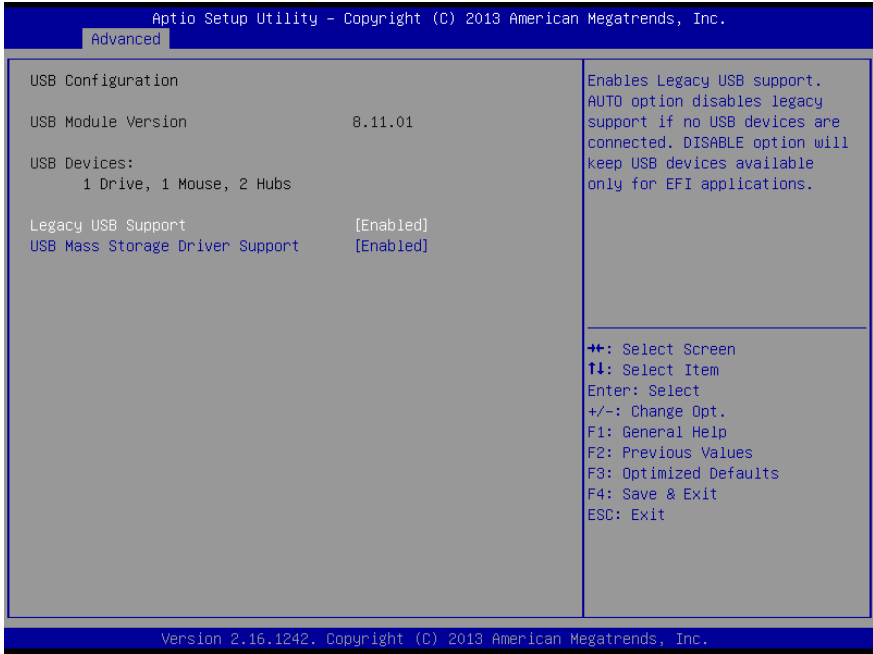 Aptio Setup Utility – Copyright (C) 2013 American Megatrends, Inc.
Advanced
USB Configuration
USB Module Version 8.11.01
USB Devices:
1 Drive, 1 Mouse, 2 Hubs
Legacy USB Support [Enabled]
USB Mass Storage Driver Support [Enabled]
Enables Legacy USB support.
AUTO option disables legacy
support if no USB devices are
connected. DISABLE option will
keep USB devices available
only for EFI applications.
→←: Select Screen
↑↓: Select Item
Enter: Select
+/-: Change Opt.
F1: General Help
F2: Previous Values
F3: Optimized Defaults
F4: Save & Exit
ESC: Exit
Version 2.16.1242. Copyright (C) 2013 American Megatrends, Inc.